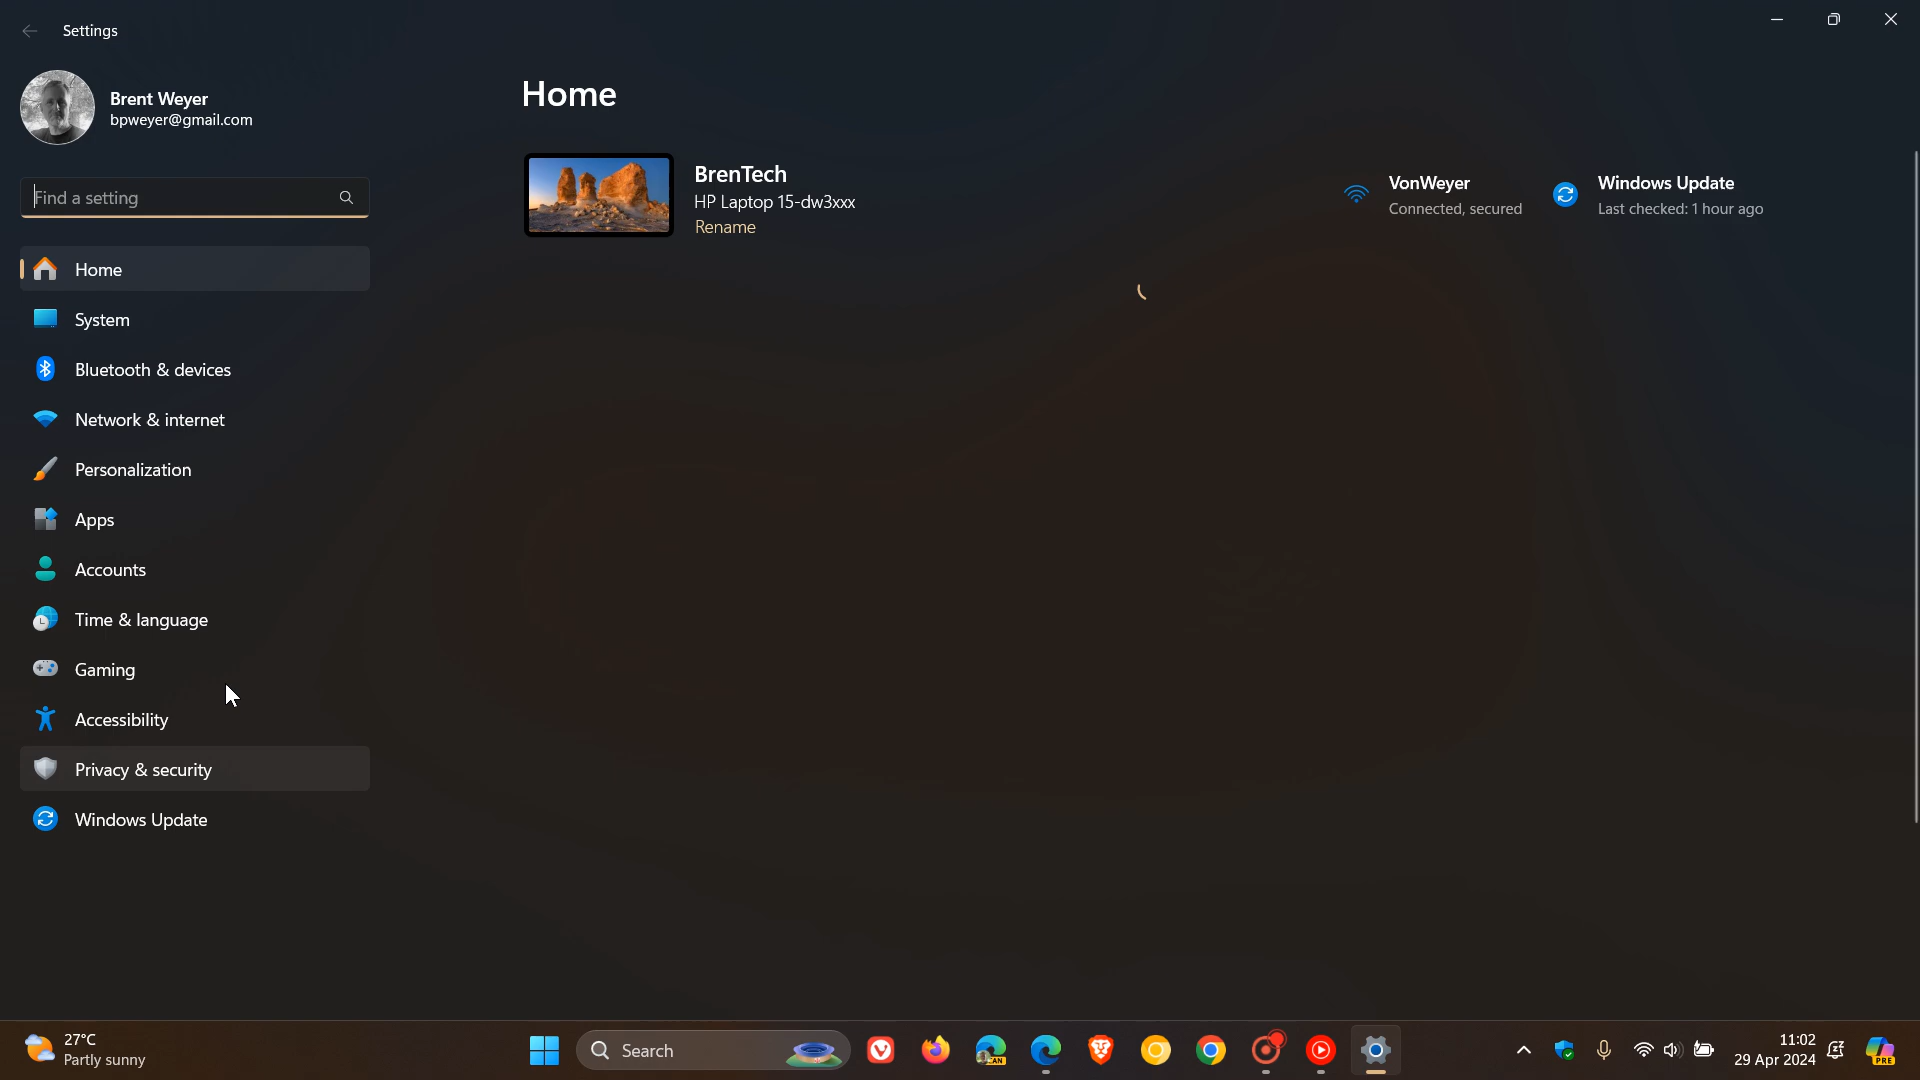 Settings
Brent Weyer
bpweyer@gmail.com
Find a setting
Home
System
Bluetooth & devices
Network & internet
Personalization
Apps
Accounts
Time & language
Gaming
Accessibility
Privacy & security
Windows Update
Home
BrenTech
HP Laptop 15-dw3xxx
Rename
VonWeyer
Connected, secured
Windows Update
Last checked: 1 hour ago
27°C
Partly sunny
Search
CAN
11:02
29 Apr 2024
PRE